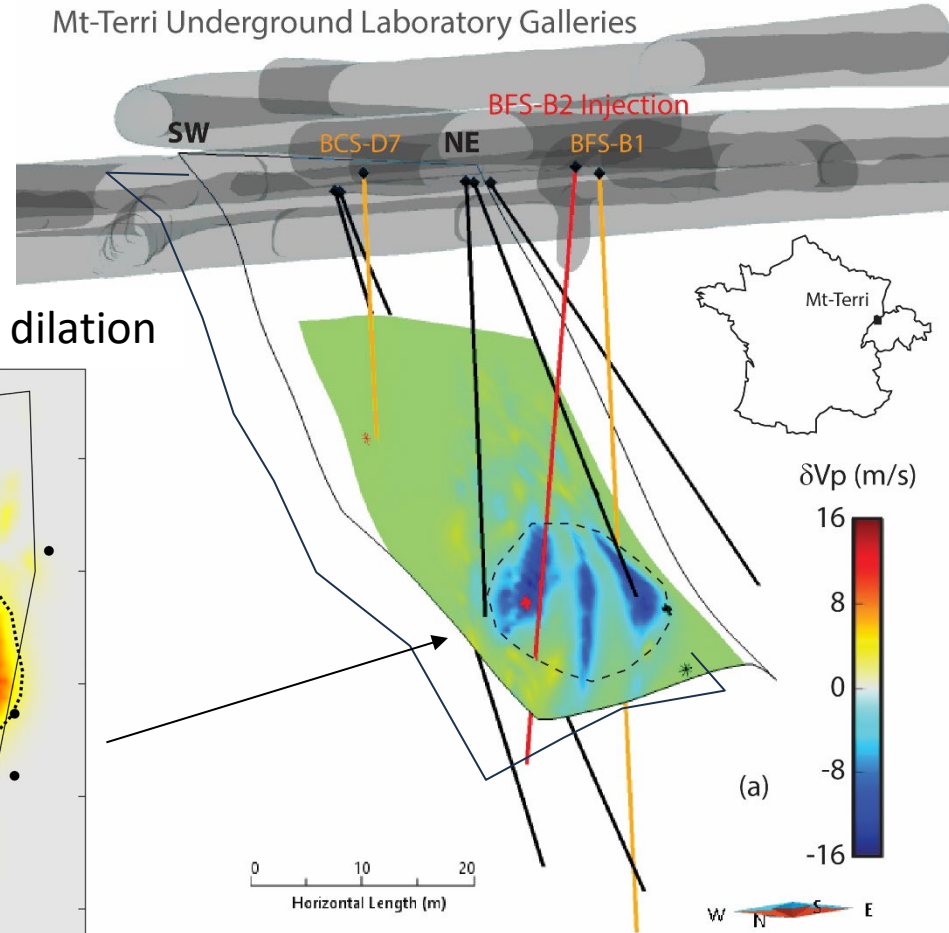 Mt-Terri Underground Laboratory Galleries
BFS-B2 Injection
SW
BCS-D7
NE
BFS-B1
Mt-Terri
dilation
δVp (m/s)
16
8
0
-8
-16
(a)
0 10 20
Horizontal Length (m)
W N S E